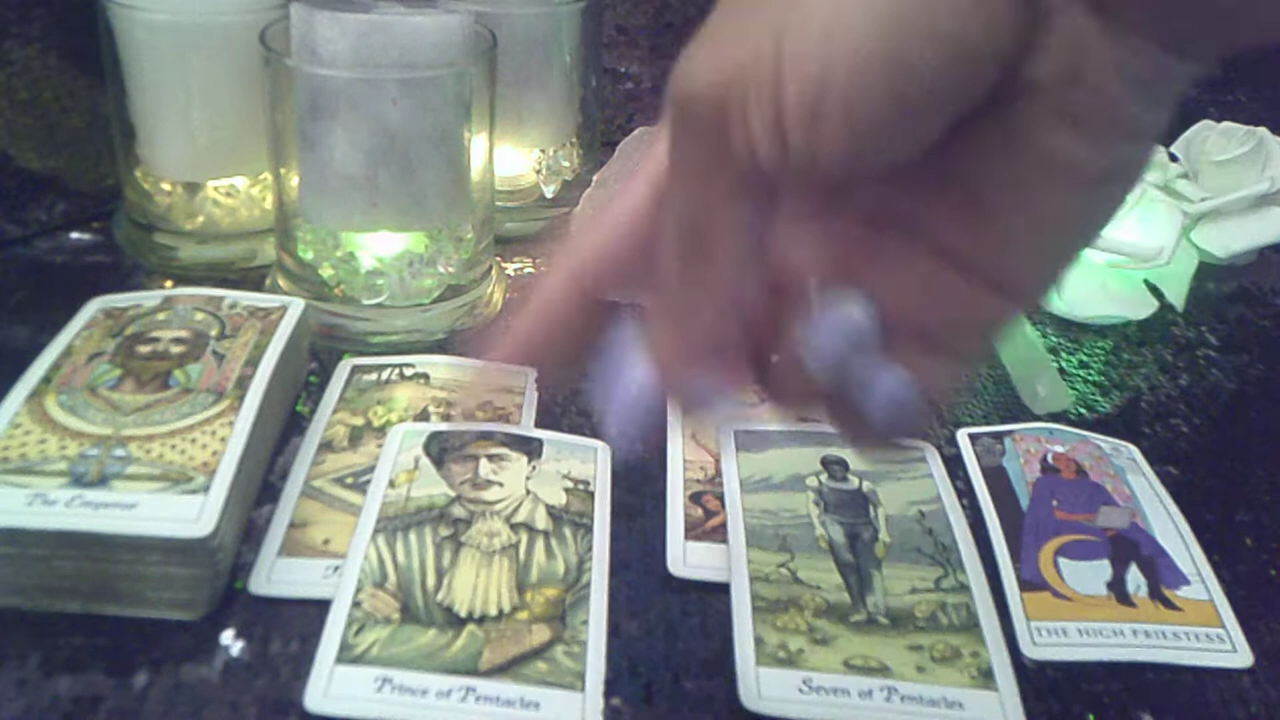 The Emperor
Prince of Pentacles
Seven of Pentacles
THE HIGH PRIESTESS